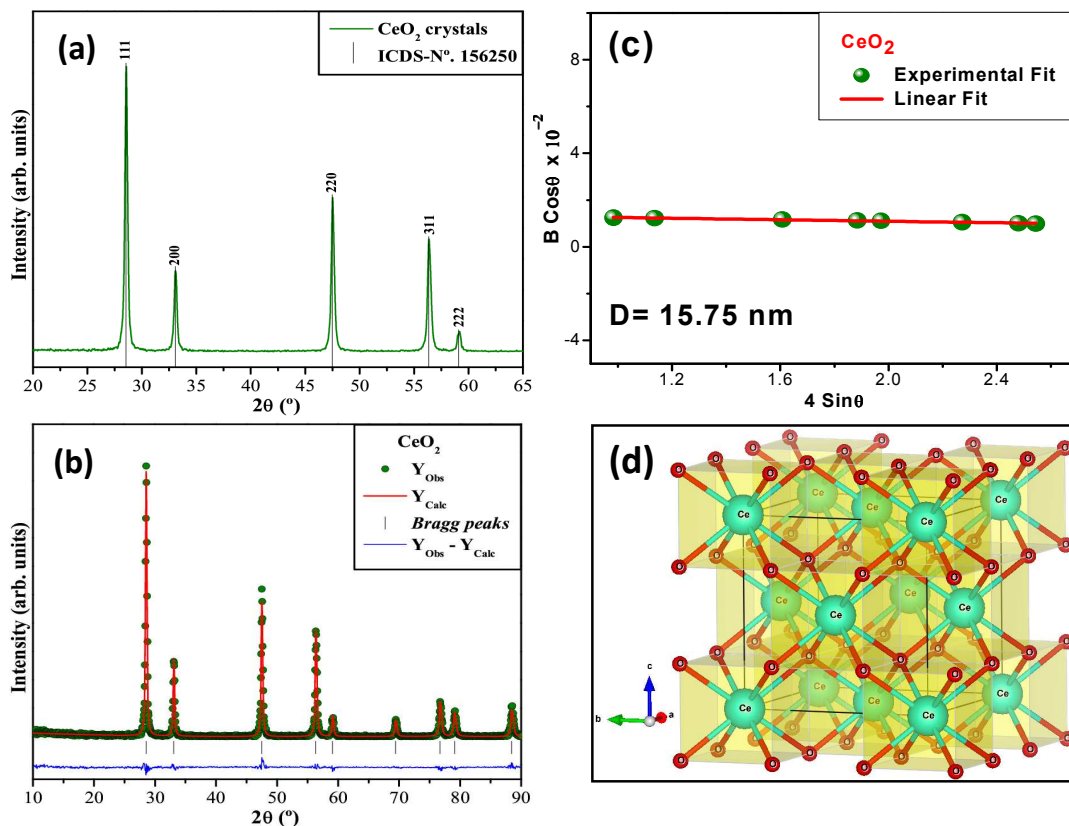 (a)
CeO2 crystals
ICDS-Nº. 156250
111
200
220
311
222
Intensity (arb. units)
20 25 30 35 40 45 50 55 60 65
2θ (º)
(c)
CeO2
Experimental Fit
Linear Fit
B Cosθ x 10⁻²
8
4
0
-4
D= 15.75 nm
1.2 1.6 2.0 2.4
4 Sinθ
(b)
CeO2
YObs
YCalc
Bragg peaks
YObs - YCalc
Intensity (arb. units)
10 20 30 40 50 60 70 80 90
2θ (º)
(d)
Ce Ce Ce Ce Ce
Ce Ce Ce Ce
Ce Ce Ce Ce Ce
c
b
a